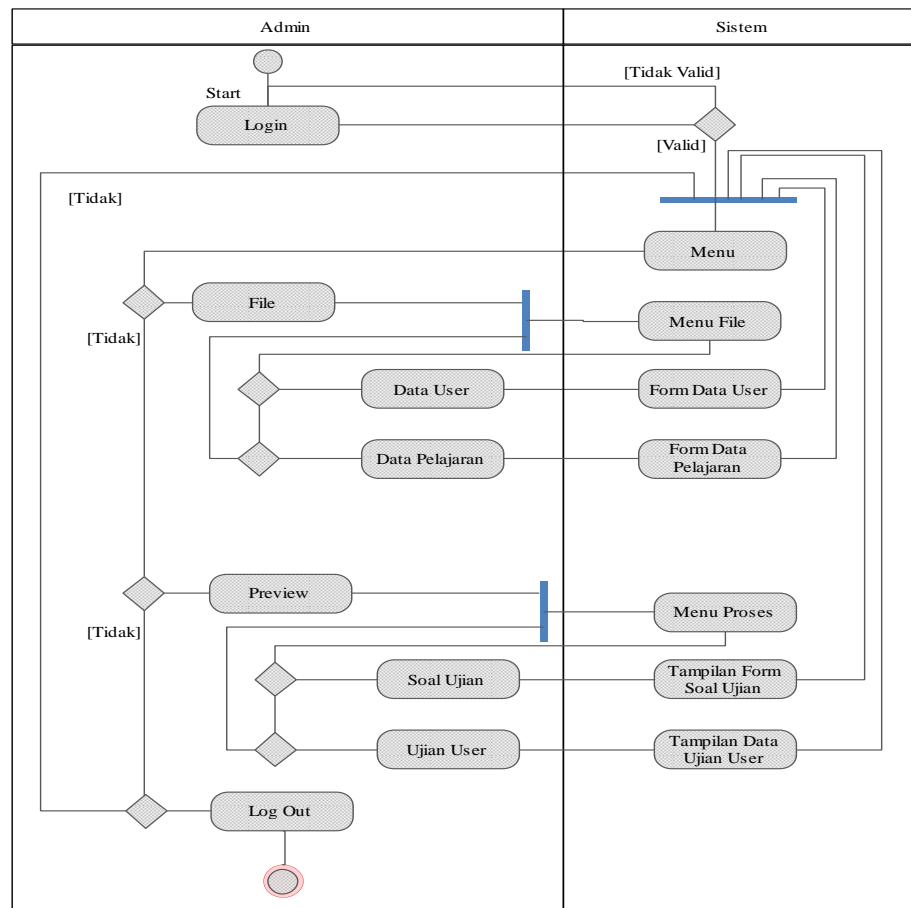 Admin
Sistem
[Tidak Valid]
Start
Login
[Valid]
[Tidak]
Menu
File
Menu File
[Tidak]
Data User
Form Data User
Data Pelajaran
Form Data
Pelajaran
Preview
Menu Proses
[Tidak]
Soal Ujian
Tampilan Form
Soal Ujian
Ujian User
Tampilan Data
Ujian User
Log Out